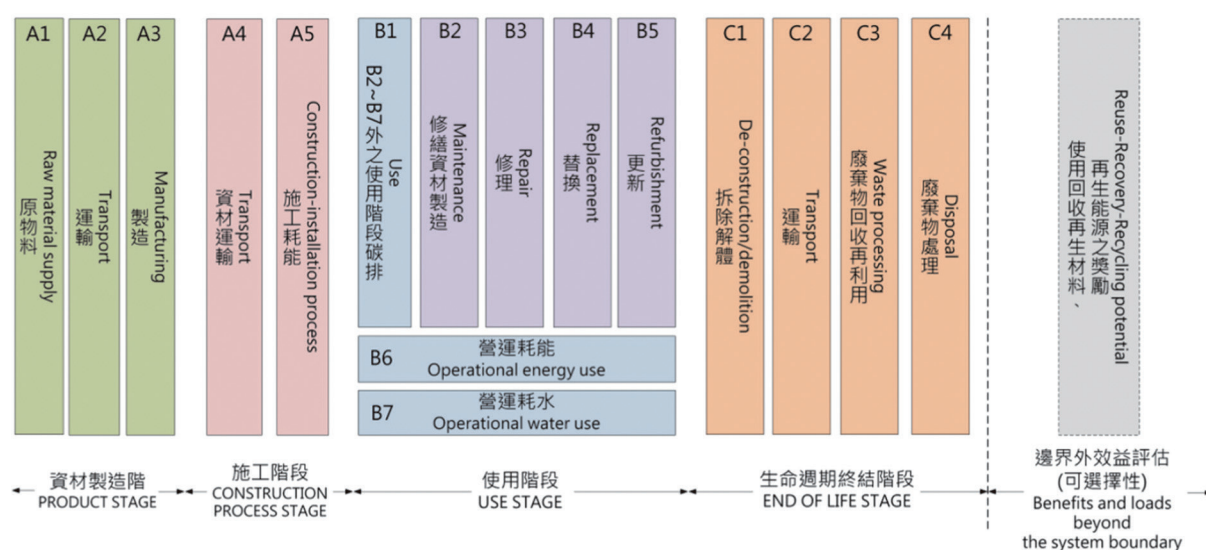 A1
Raw material supply
原物料
A2
Transport
運輸
A3
Manufacturing
製造
A4
Transport
資材運輸
A5
Construction-installation process
施工耗能
B1
Use
B2~B7外之使用階段碳排
B2
Maintenance
修繕資材製造
B3
Repair
修理
B4
Replacement
替換
B5
Refurbishment
更新
B6
營運耗能
Operational energy use
B7
營運耗水
Operational water use
C1
De-construction/demolition
拆除解體
C2
Transport
運輸
C3
Waste processing
廢棄物回收再利用
C4
Disposal
廢棄物處理
Reuse-Recovery-Recycling potential
使用回收再生材料、
再生能源之獎勵
資材製造階
PRODUCT STAGE
施工階段
CONSTRUCTION
PROCESS STAGE
使用階段
USE STAGE
生命週期終結階段
END OF LIFE STAGE
邊界外效益評估
(可選擇性)
Benefits and loads
beyond
the system boundary